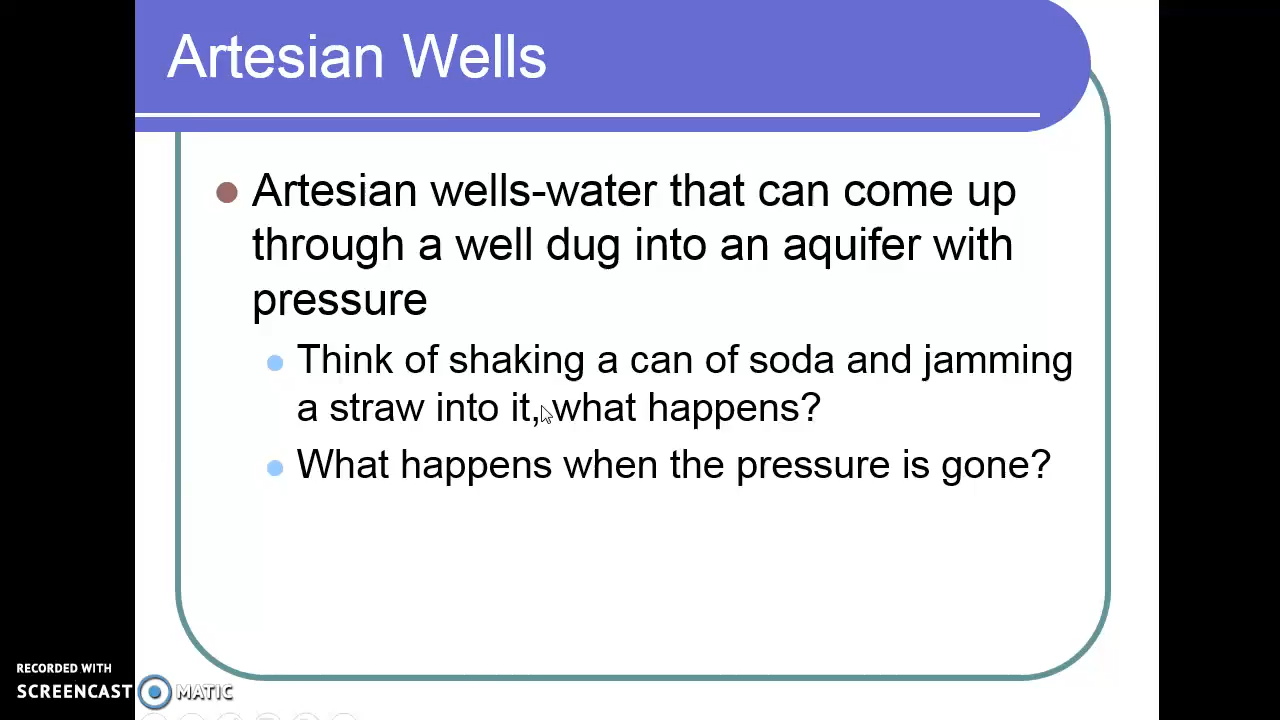 Artesian Wells
Artesian wells-water that can come up
through a well dug into an aquifer with
pressure
Think of shaking a can of soda and jamming
a straw into it, what happens?
What happens when the pressure is gone?
RECORDED WITH
SCREENCAST MATIC